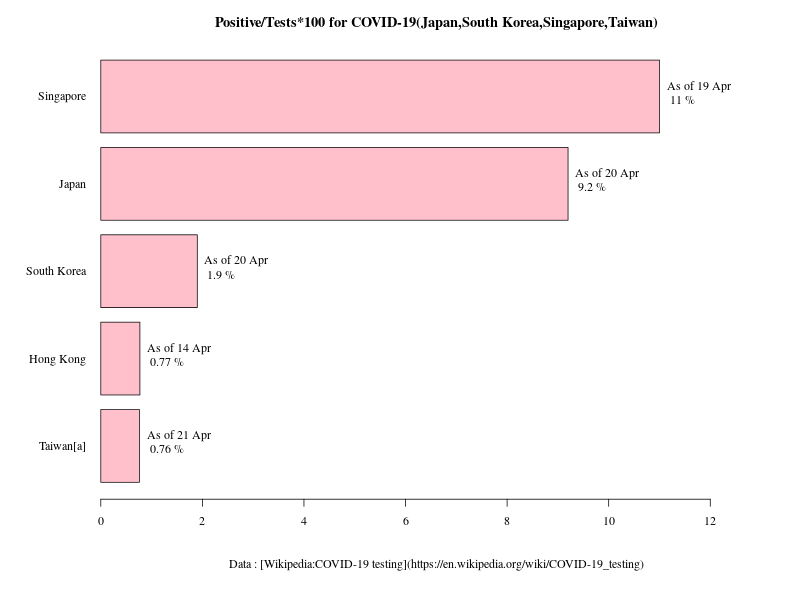 Positive/Tests*100 for COVID-19(Japan,South Korea,Singapore,Taiwan)
Singapore
As of 19 Apr
11 %
Japan
As of 20 Apr
9.2 %
South Korea
As of 20 Apr
1.9 %
Hong Kong
As of 14 Apr
0.77 %
Taiwan[a]
As of 21 Apr
0.76 %
0 2 4 6 8 10 12
Data : [Wikipedia:COVID-19 testing](https://en.wikipedia.org/wiki/COVID-19_testing)